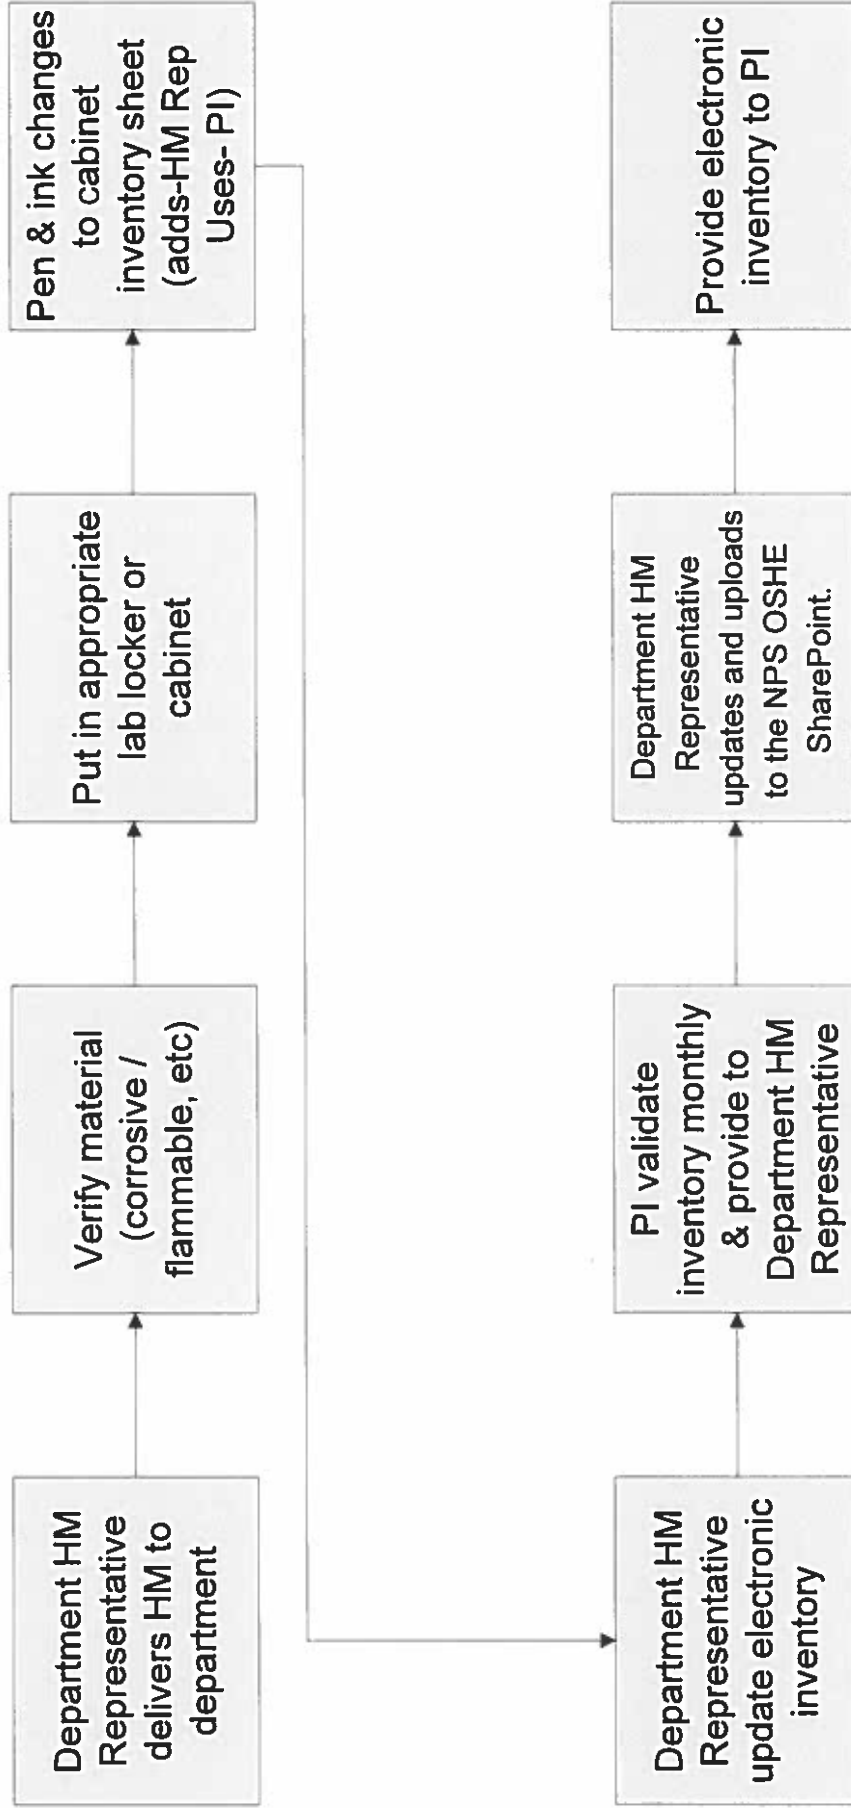 Department HM
Representative
delivers HM to
department
Verify material
(corrosive /
flammable, etc)
Put in appropriate
lab locker or
cabinet
Pen & ink changes
to cabinet
inventory sheet
(adds-HM Rep
Uses- PI)
Department HM
Representative
update electronic
inventory
PI validate
inventory monthly
& provide to
Department HM
Representative
Department HM
Representative
updates and uploads
to the NPS OSHE
SharePoint.
Provide electronic
inventory to PI